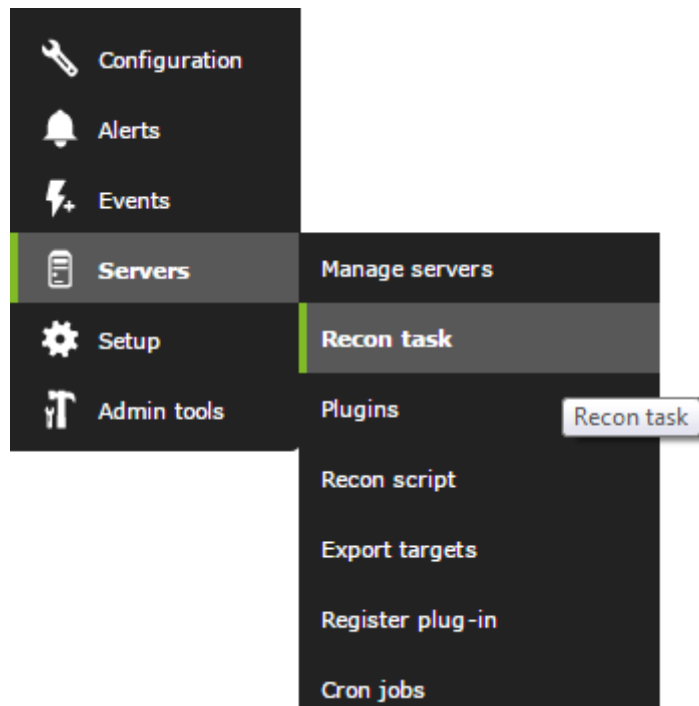 Configuration
Alerts
Events
Servers
Setup
Admin tools
Manage servers
Recon task
Plugins
Recon task
Recon script
Export targets
Register plug-in
Cron jobs